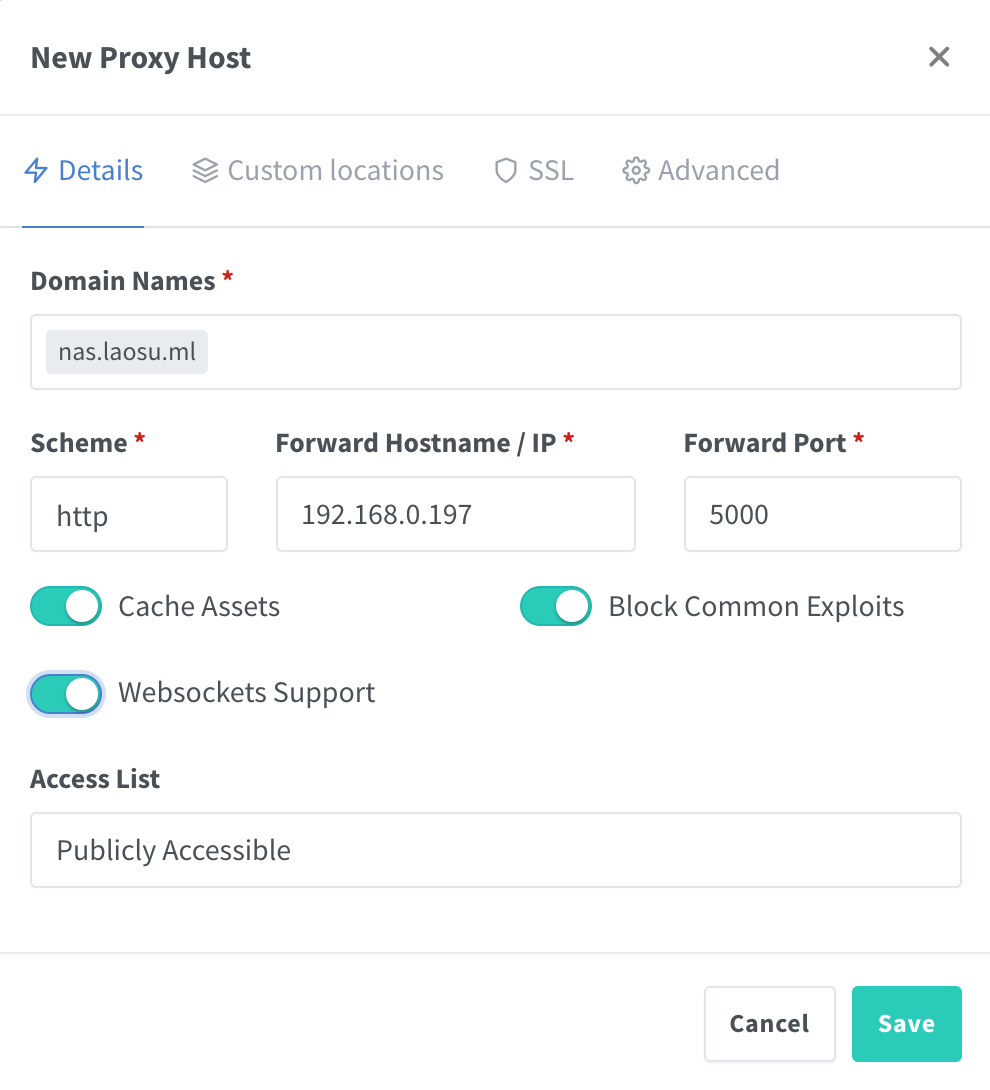 New Proxy Host
Details Custom locations SSL Advanced
Domain Names *
nas.laosu.ml
Scheme * Forward Hostname / IP * Forward Port *
http 192.168.0.197 5000
Cache Assets Block Common Exploits
Websockets Support
Access List
Publicly Accessible
Cancel Save